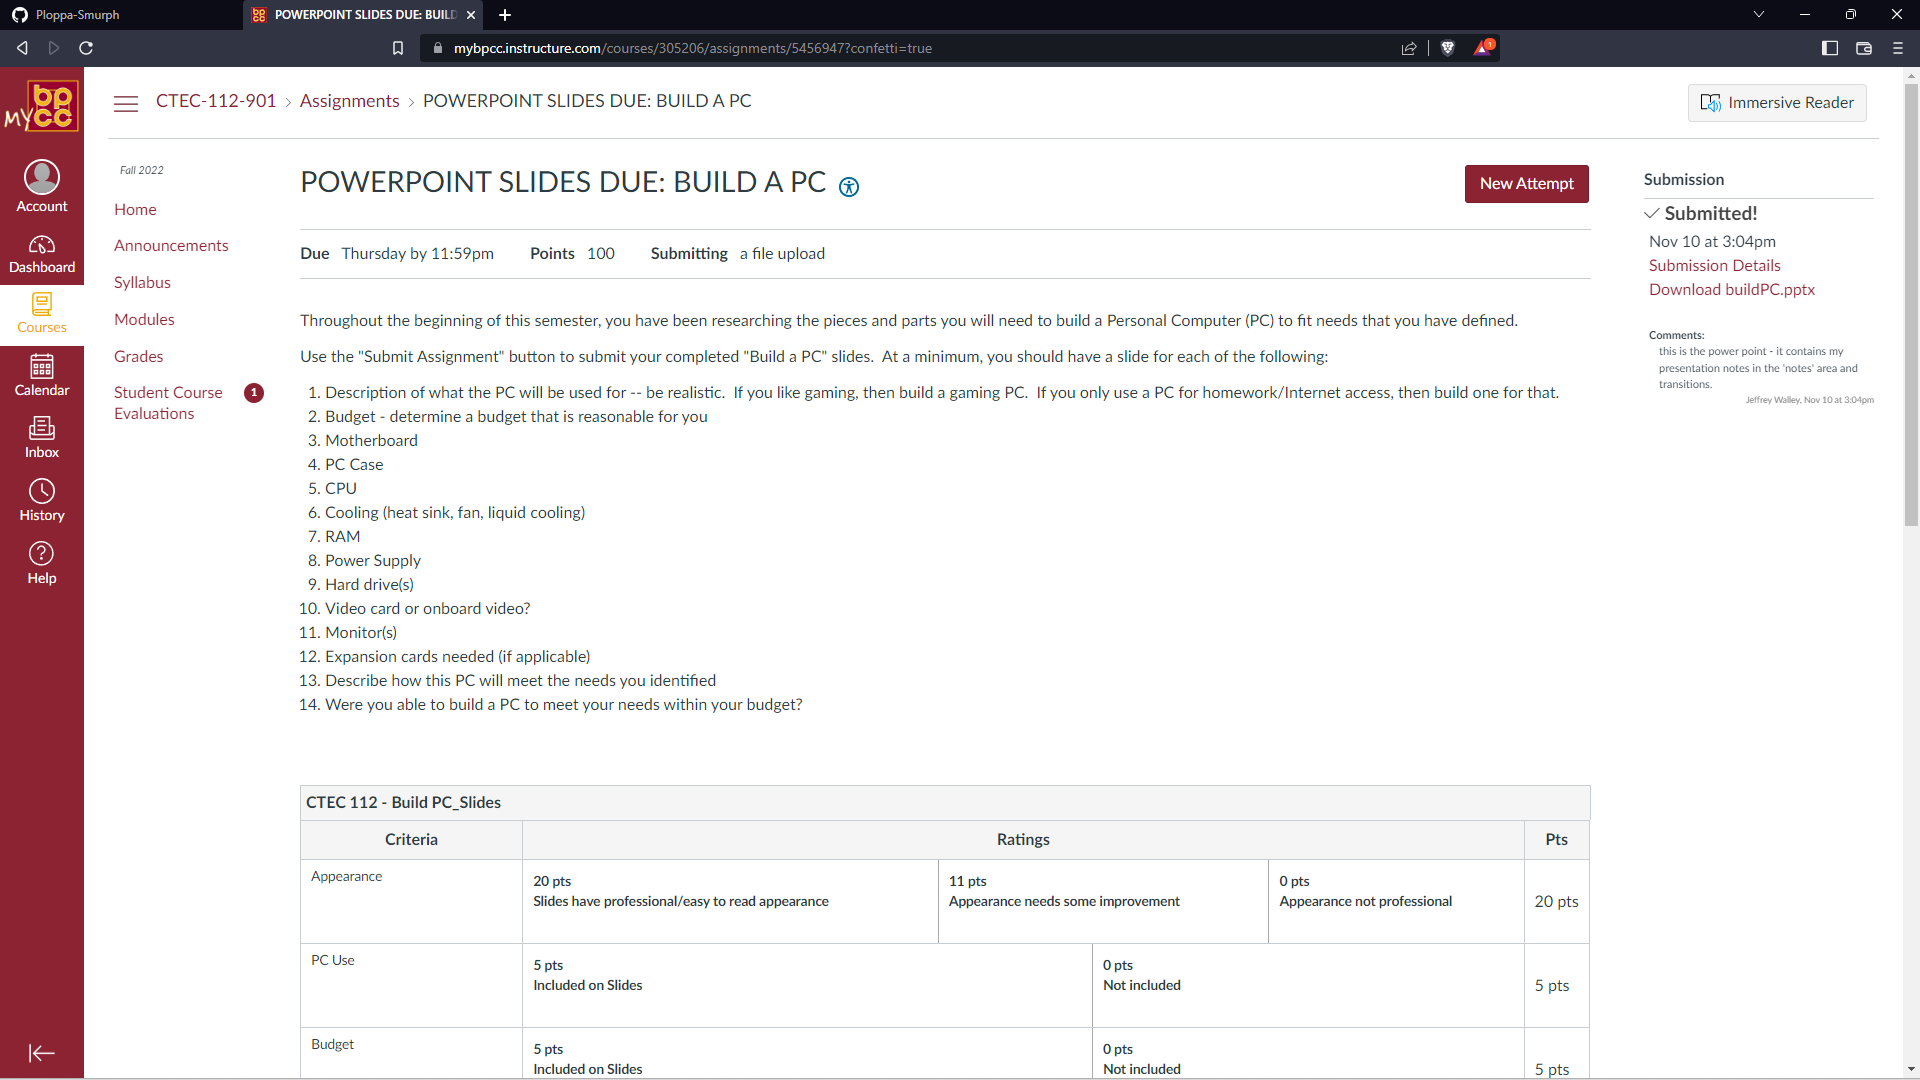 Ploppa-Smurph
POWERPOINT SLIDES DUE: BUILD
mybpcc.instructure.com/courses/305206/assignments/5456947?confetti=true
1
MY bpcc
CTEC-112-901 › Assignments › POWERPOINT SLIDES DUE: BUILD A PC
Immersive Reader
Account
Dashboard
Courses
Calendar
Inbox
History
Help
Fall 2022
Home
Announcements
Syllabus
Modules
Grades
Student Course Evaluations 1
POWERPOINT SLIDES DUE: BUILD A PC
New Attempt
Due Thursday by 11:59pm Points 100 Submitting a file upload
Throughout the beginning of this semester, you have been researching the pieces and parts you will need to build a Personal Computer (PC) to fit needs that you have defined.
Use the "Submit Assignment" button to submit your completed "Build a PC" slides. At a minimum, you should have a slide for each of the following:
1. Description of what the PC will be used for -- be realistic. If you like gaming, then build a gaming PC. If you only use a PC for homework/Internet access, then build one for that.
2. Budget - determine a budget that is reasonable for you
3. Motherboard
4. PC Case
5. CPU
6. Cooling (heat sink, fan, liquid cooling)
7. RAM
8. Power Supply
9. Hard drive(s)
10. Video card or onboard video?
11. Monitor(s)
12. Expansion cards needed (if applicable)
13. Describe how this PC will meet the needs you identified
14. Were you able to build a PC to meet your needs within your budget?
CTEC 112 - Build PC_Slides
Criteria Ratings Pts
Appearance
20 pts
Slides have professional/easy to read appearance
11 pts
Appearance needs some improvement
0 pts
Appearance not professional
20 pts
PC Use
5 pts
Included on Slides
0 pts
Not included
5 pts
Budget
5 pts
Included on Slides
0 pts
Not included
5 pts
Submission
Submitted!
Nov 10 at 3:04pm
Submission Details
Download buildPC.pptx
Comments:
this is the power point - it contains my
presentation notes in the 'notes' area and
transitions.
Jeffrey Walley, Nov 10 at 3:04pm